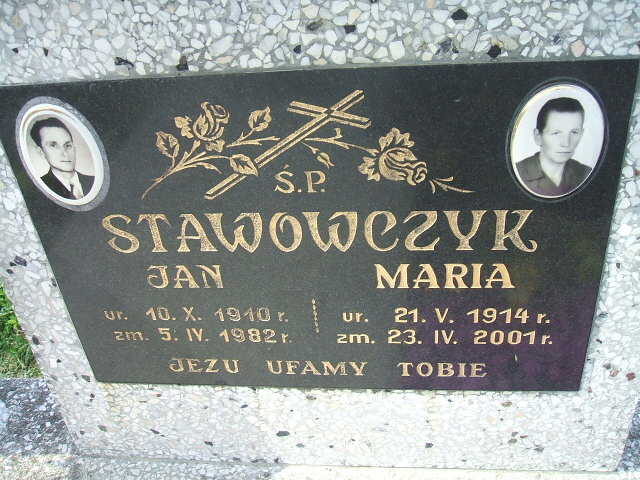 Ś.P.
STAWOWCZYK
JAN MARIA
ur. 10. X. 1910 r. ur. 21. V. 1914 r.
zm. 5. IV. 1982 r. zm. 23. IV. 2001 r.
JEZU UFAMY TOBIE